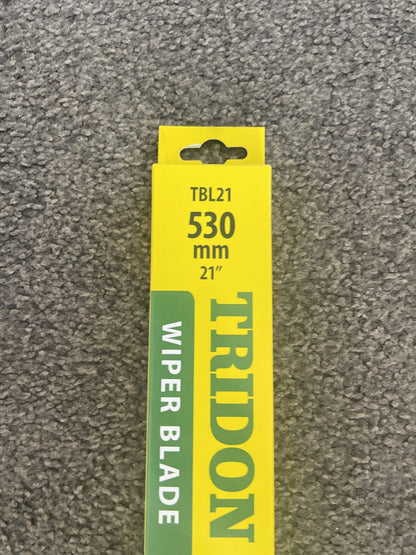 TBL21
530
mm
21”
TRIDON
WIPER BLADE